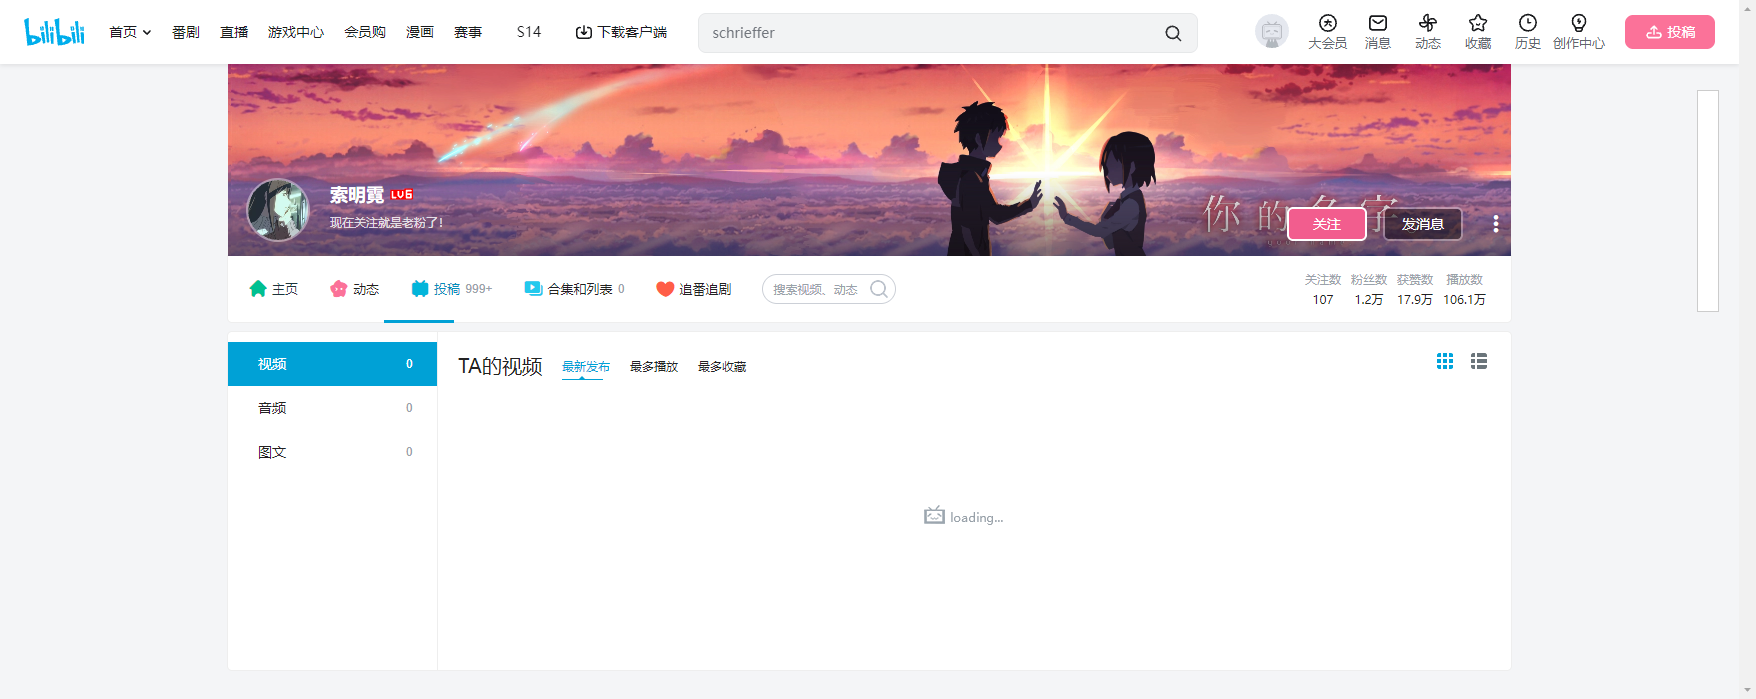 bilibili
首页
番剧
直播
游戏中心
会员购
漫画
赛事
S14
下载客户端
schrieffer
大会员
消息
动态
收藏
历史
创作中心
投稿
索明霓 LV6
现在关注就是老粉了!
你的名字
关注
发消息
主页
动态
投稿 999+
合集和列表 0
追番追剧
搜索视频、动态
关注数 粉丝数 获赞数 播放数
107 1.2万 17.9万 106.1万
视频 0
音频 0
图文 0
TA的视频
最新发布
最多播放
最多收藏
loading...